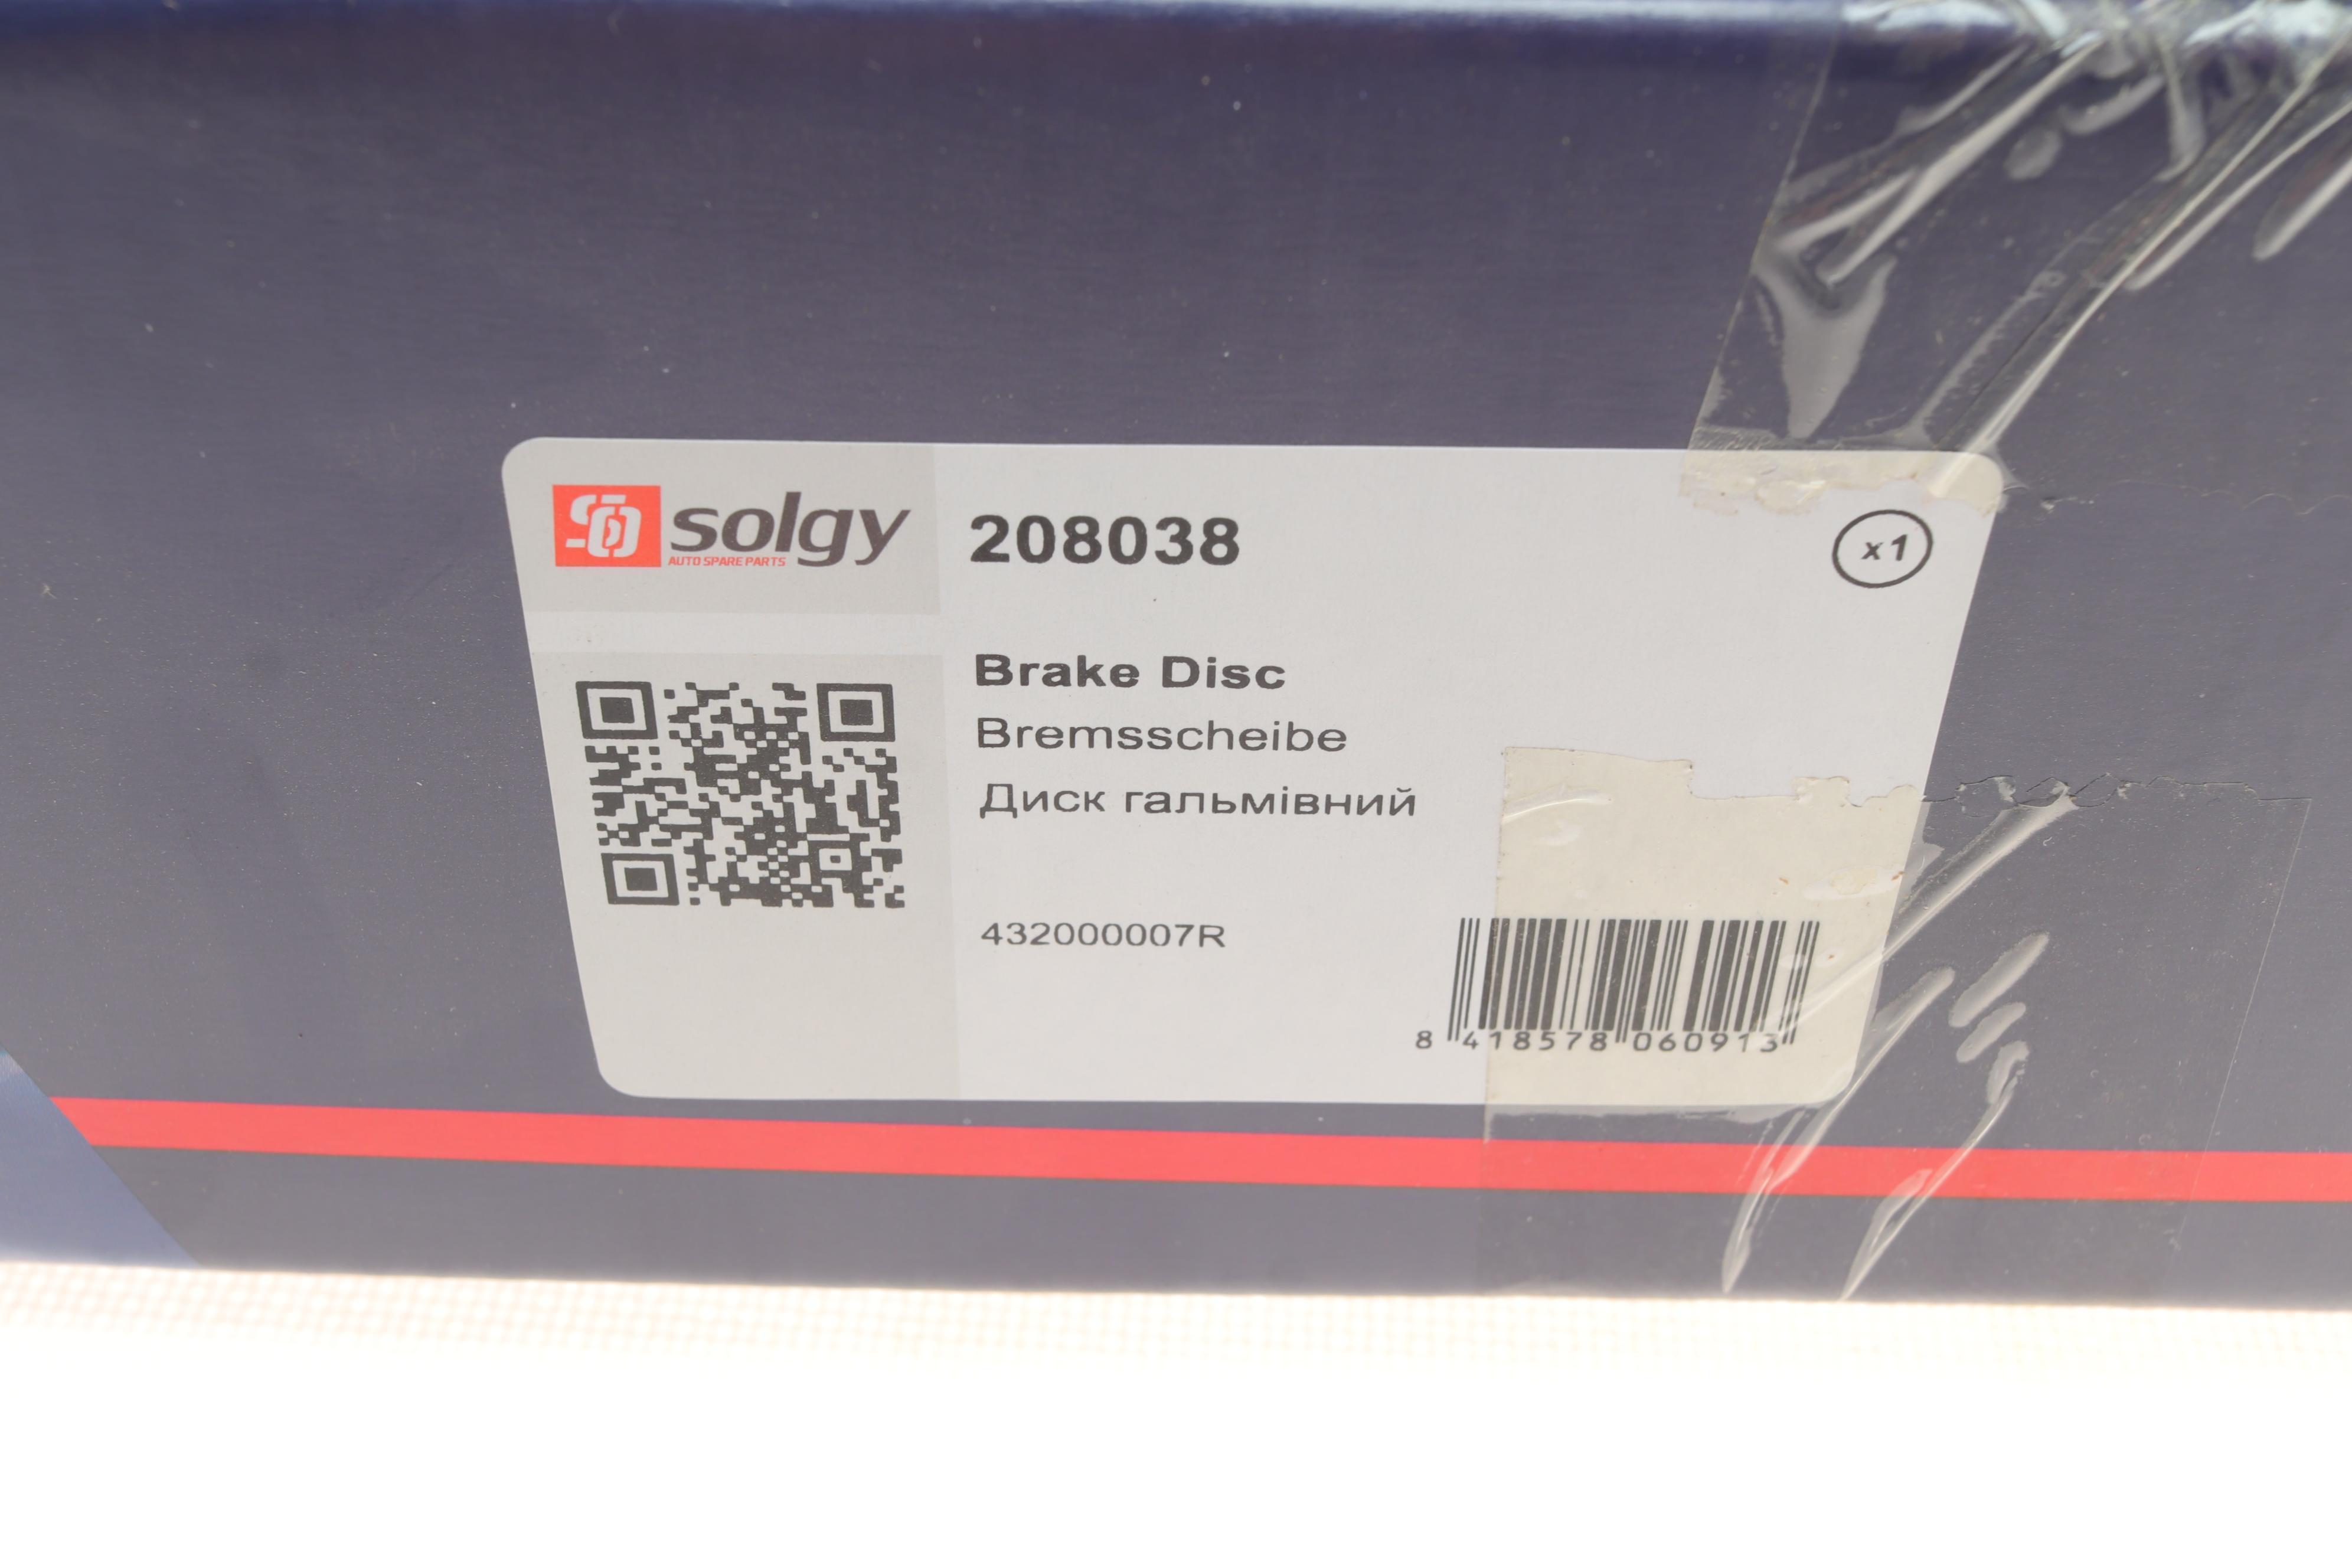 solgy
AUTO SPARE PARTS
208038
x1
Brake Disc
Bremsscheibe
Диск гальмівний
432000007R
8 418578 060913